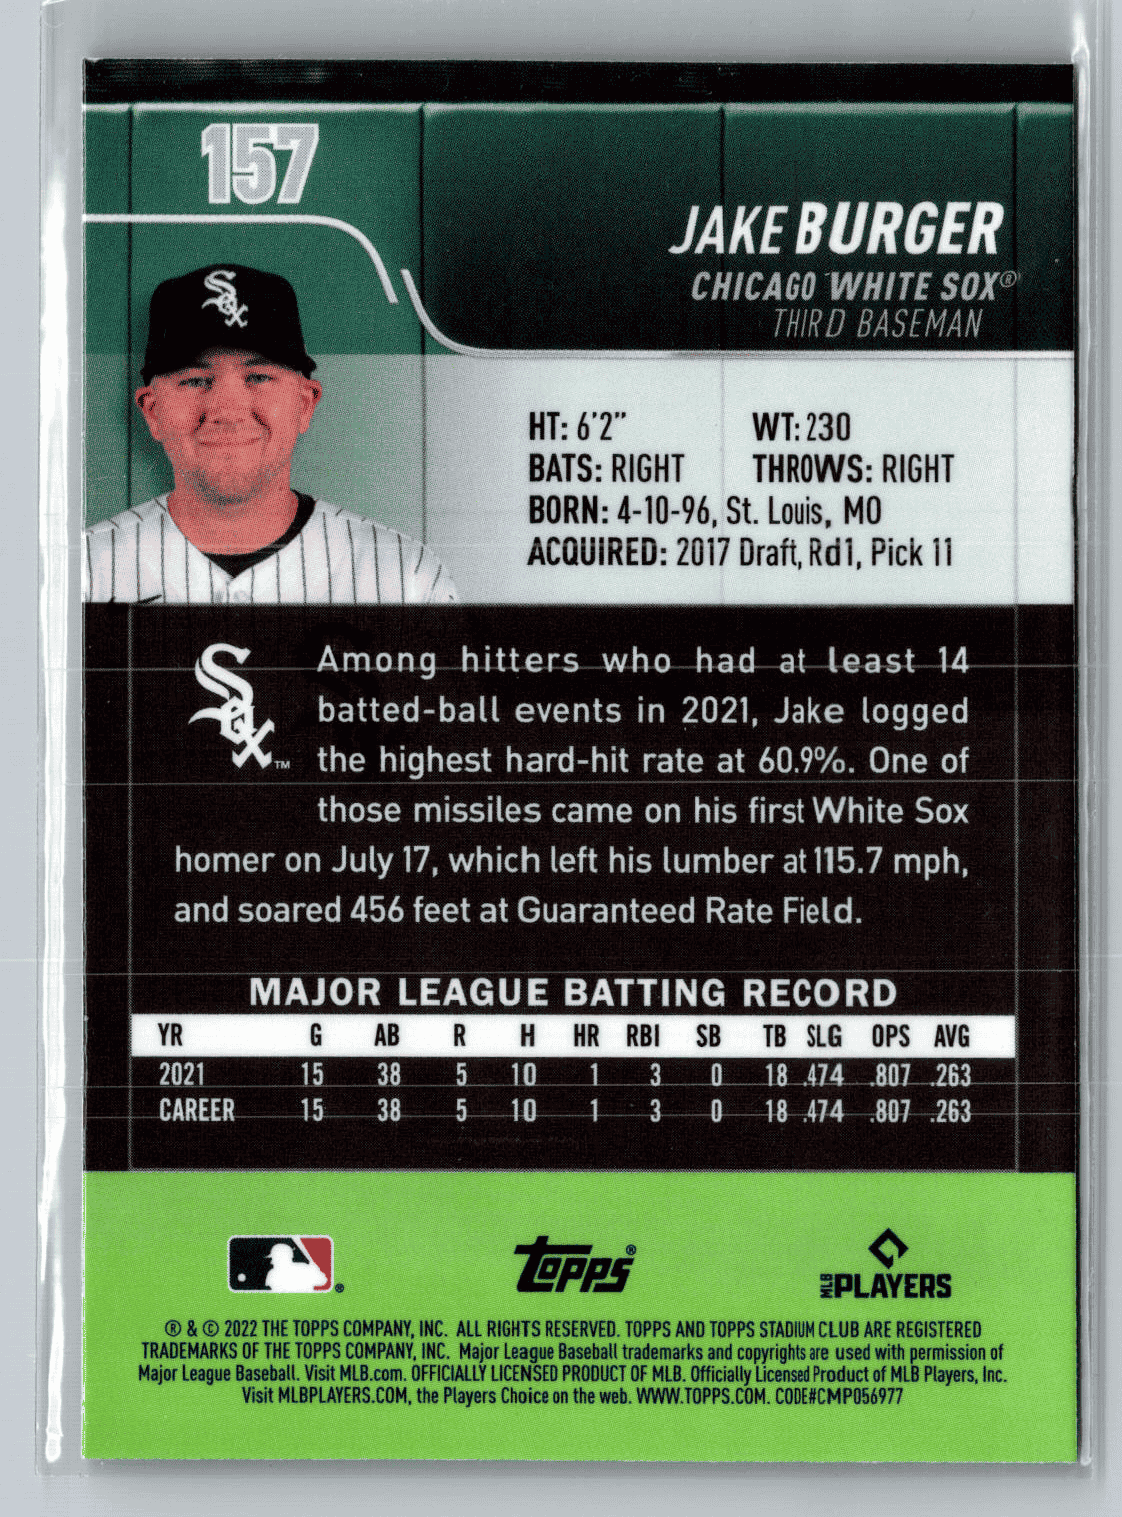 157
JAKE BURGER
CHICAGO WHITE SOX®
THIRD BASEMAN
Sox
HT: 6'2" WT: 230
BATS: RIGHT THROWS: RIGHT
BORN: 4-10-96, St. Louis, MO
ACQUIRED: 2017 Draft, Rd 1, Pick 11
Sox™
Among hitters who had at least 14
batted-ball events in 2021, Jake logged
the highest hard-hit rate at 60.9%. One of
those missiles came on his first White Sox
homer on July 17, which left his lumber at 115.7 mph,
and soared 456 feet at Guaranteed Rate Field.
MAJOR LEAGUE BATTING RECORD
YR G AB R H HR RBI SB TB SLG OPS AVG
2021 15 38 5 10 1 3 0 18 .474 .807 .263
CAREER 15 38 5 10 1 3 0 18 .474 .807 .263
®
Topps®
MLB PLAYERS
® & © 2022 THE TOPPS COMPANY, INC. ALL RIGHTS RESERVED. TOPPS AND TOPPS STADIUM CLUB ARE REGISTERED
TRADEMARKS OF THE TOPPS COMPANY, INC. Major League Baseball trademarks and copyrights are used with permission of
Major League Baseball. Visit MLB.com. OFFICIALLY LICENSED PRODUCT OF MLB. Officially Licensed Product of MLB Players, Inc.
Visit MLBPLAYERS.COM, the Players Choice on the web. WWW.TOPPS.COM. CODE#CMP056977